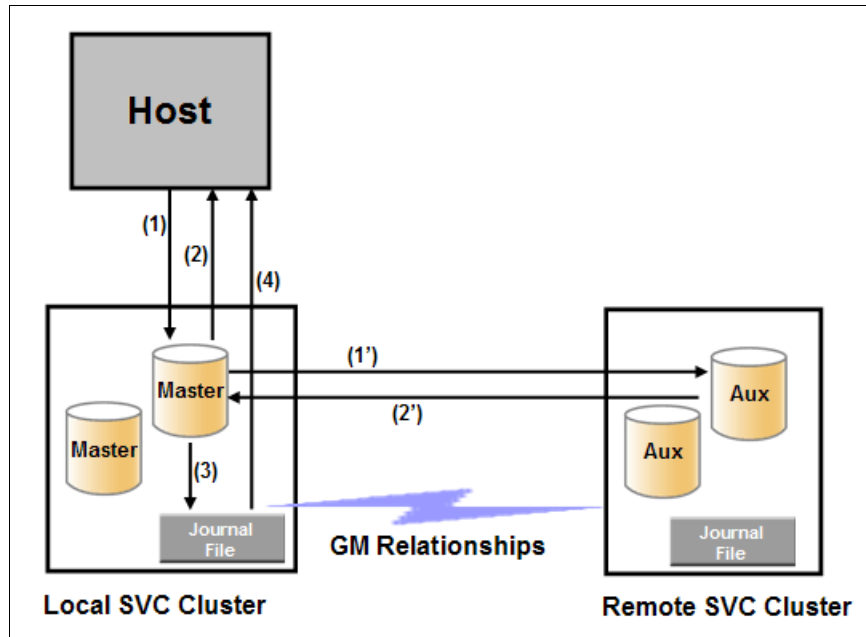 Host
(1)
(2)
(4)
(1')
Master
Aux
(2')
Master
Aux
(3)
Journal
File
GM Relationships
Journal
File
Local SVC Cluster
Remote SVC Cluster